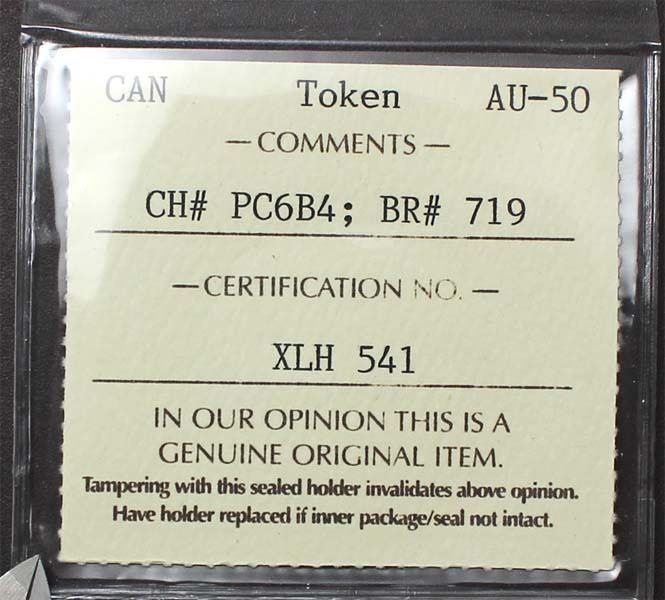 CAN Token AU-50
— COMMENTS —
CH# PC6B4; BR# 719
— CERTIFICATION NO. —
XLH 541
IN OUR OPINION THIS IS A
GENUINE ORIGINAL ITEM.
Tampering with this sealed holder invalidates above opinion.
Have holder replaced if inner package/seal not intact.